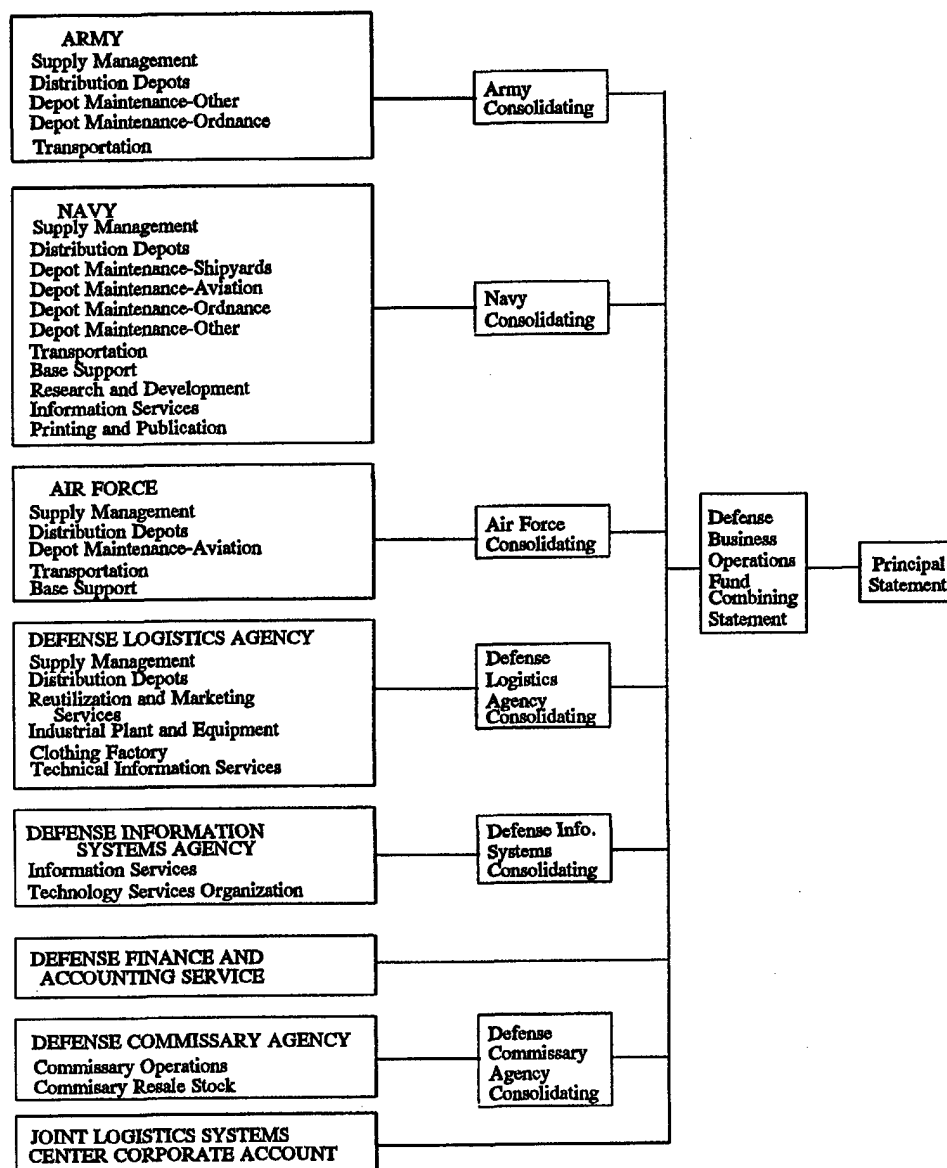 ARMY
Supply Management
Distribution Depots
Depot Maintenance-Other
Depot Maintenance-Ordnance
Transportation
Army
Consolidating
NAVY
Supply Management
Distribution Depots
Depot Maintenance-Shipyards
Depot Maintenance-Aviation
Depot Maintenance-Ordnance
Depot Maintenance-Other
Transportation
Base Support
Research and Development
Information Services
Printing and Publication
Navy
Consolidating
AIR FORCE
Supply Management
Distribution Depots
Depot Maintenance-Aviation
Transportation
Base Support
Air Force
Consolidating
DEFENSE LOGISTICS AGENCY
Supply Management
Distribution Depots
Reutilization and Marketing
Services
Industrial Plant and Equipment
Clothing Factory
Technical Information Services
Defense
Logistics
Agency
Consolidating
DEFENSE INFORMATION
SYSTEMS AGENCY
Information Services
Technology Services Organization
Defense Info.
Systems
Consolidating
DEFENSE FINANCE AND
ACCOUNTING SERVICE
DEFENSE COMMISSARY AGENCY
Commissary Operations
Commisary Resale Stock
Defense
Commissary
Agency
Consolidating
JOINT LOGISTICS SYSTEMS
CENTER CORPORATE ACCOUNT
Defense
Business
Operations
Fund
Combining
Statement
Principal
Statement